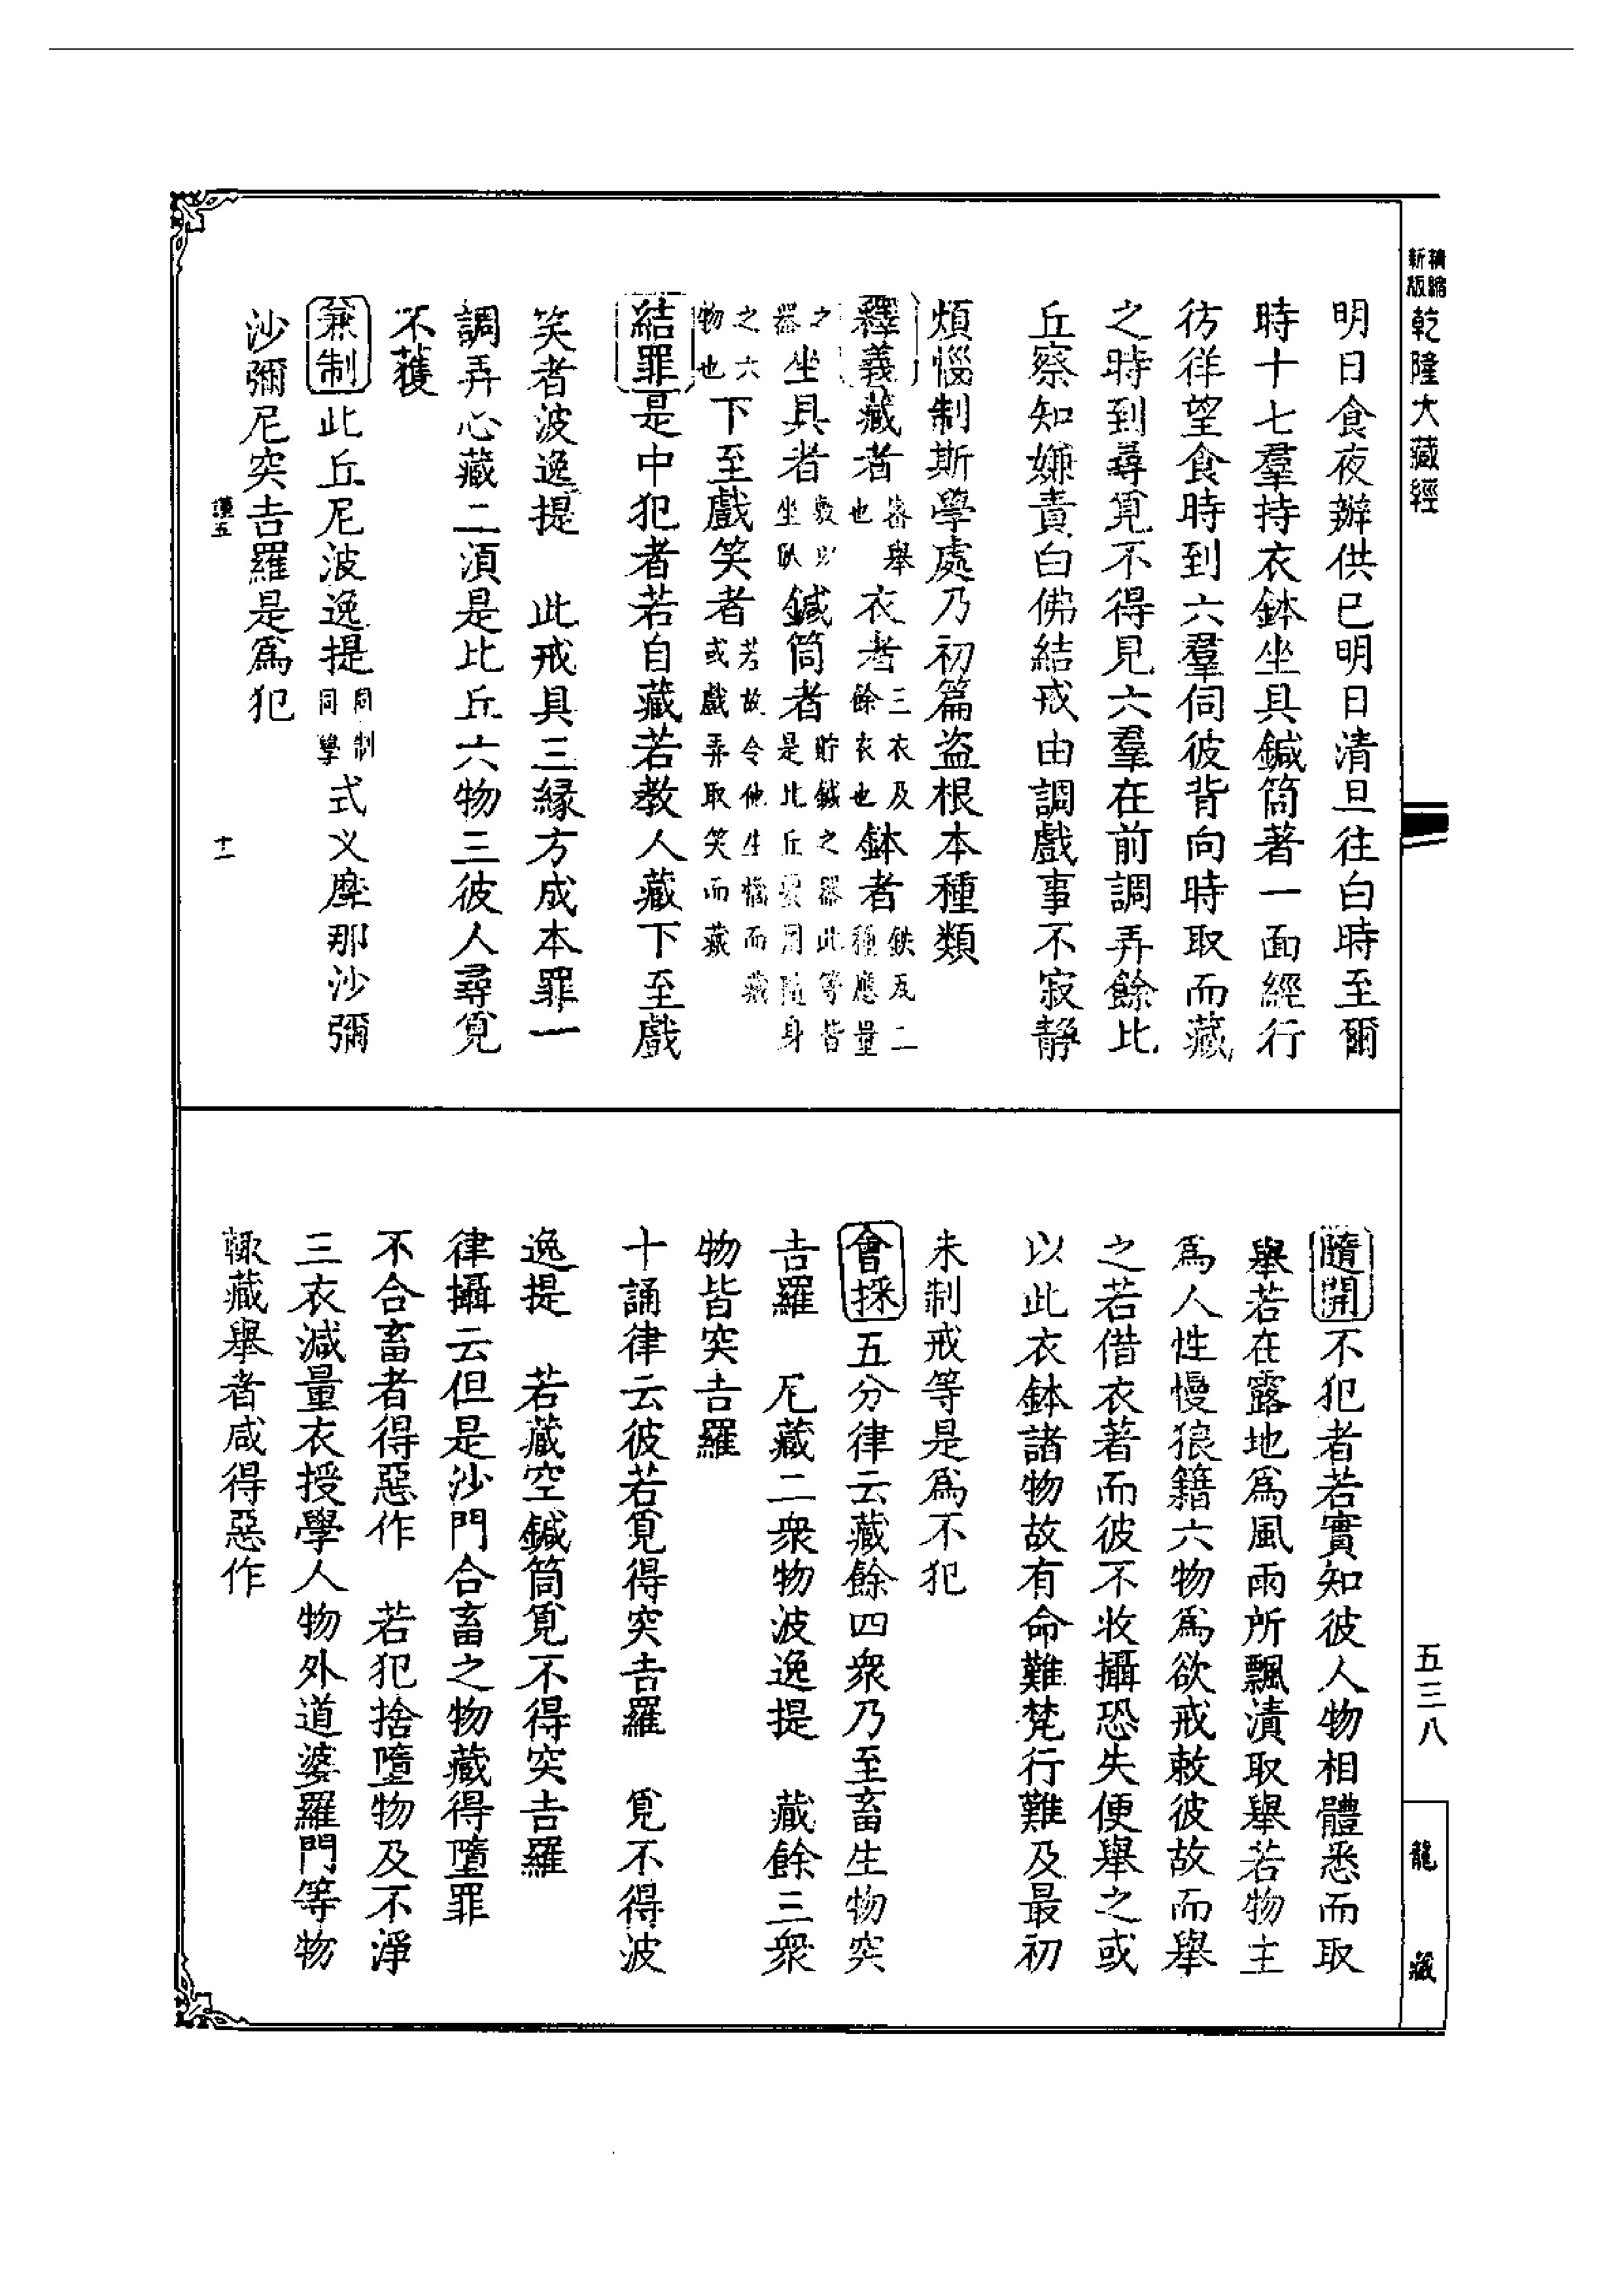 精縮新版乾隆大藏經
明日食夜辦供已明日清旦往白時至爾
時十七羣持衣鉢坐具鍼筒著一面經行
彷徉望食時時到六羣伺彼背向時取而藏
之時到尋覓不得見六羣在前調弄餘比
丘察知嫌責白佛結戒由調戲事不寂靜
煩惱制斯學處乃初篇盜根本種類
釋義藏者審舉也衣者三衣及餘衣也鉢者鉄瓦二種應量
之器坐具者敷以坐臥鍼筒者貯鍼之器此等皆是比丘要用隨身
之六物也下至戲笑者若故令他生惱而藏或戲弄取笑而藏
結罪是中犯者若自藏若教人藏下至戲
笑者波逸提 此戒具三緣方成本罪一
調弄心藏二須是比丘六物三彼人尋覓
不獲
兼制此丘尼波逸提同制同學式义摩那沙彌
沙彌尼突吉羅是爲犯
謹五 十一
隨開不犯者若實知彼人物相體悉而取
舉若在露地爲風雨所飄漬取舉若物主
爲人性慢狼籍六物爲欲戒敕彼故而舉
之若借衣著而彼不收攝恐失便舉之或
以此衣鉢諸物故有命難梵行難及最初
未制戒等是爲不犯
會採五分律云藏餘四衆乃至畜生物突
吉羅 尼藏二衆物波逸提 藏餘三衆
物皆突吉羅
十誦律云彼若覓得突吉羅 覓不得波
逸提 若藏空鍼筒覓不得突吉羅
律攝云但是沙門合畜之物藏得墮罪
不合畜者得惡作 若犯捨墮物及不淨
三衣減量衣授學人物外道婆羅門等物
輙藏舉者咸得惡作
五三八
龍藏